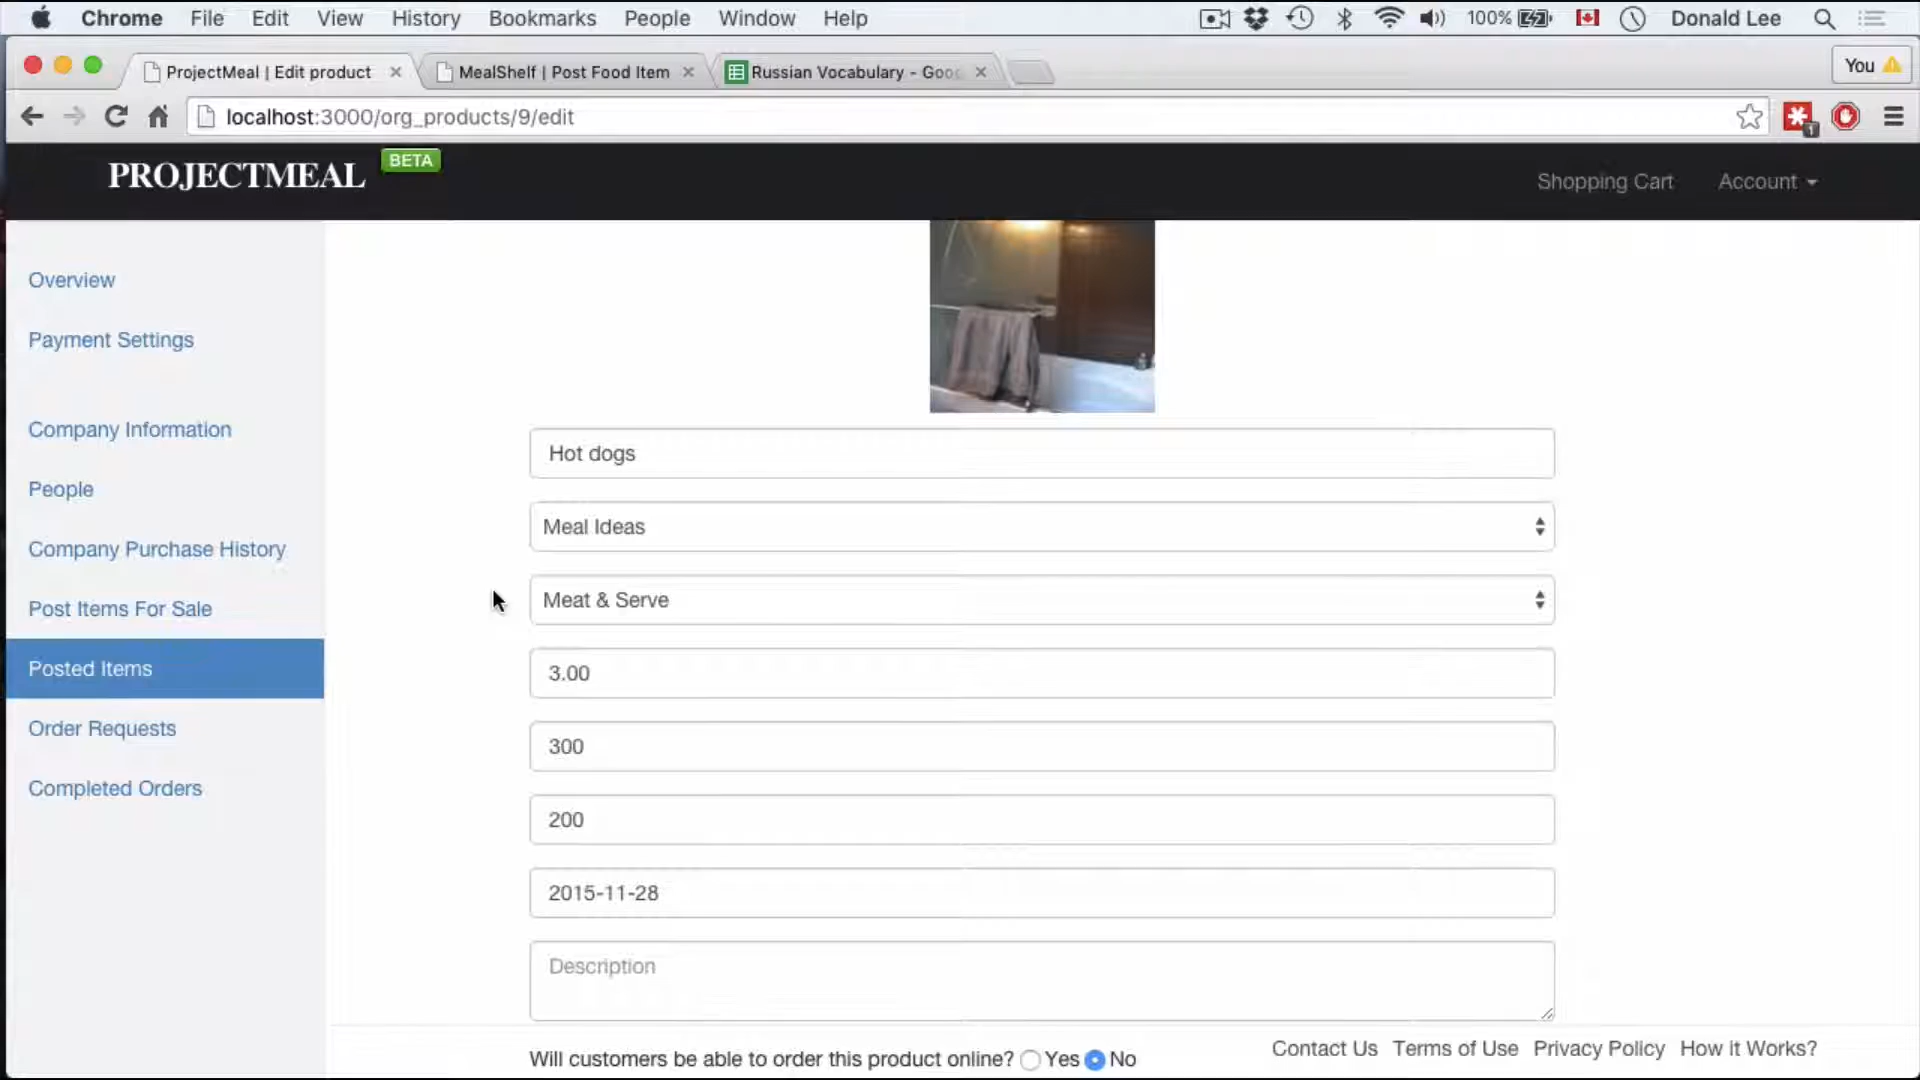 Chrome File Edit View History Bookmarks People Window Help 100% Donald Lee
ProjectMeal | Edit product MealShelf | Post Food Item Russian Vocabulary - Goo You
localhost:3000/org_products/9/edit 1
PROJECTMEAL BETA Shopping Cart Account
Overview
Payment Settings
Company Information
People
Company Purchase History
Post Items For Sale
Posted Items
Order Requests
Completed Orders
Hot dogs
Meal Ideas
Meat & Serve
3.00
300
200
2015-11-28
Description
Will customers be able to order this product online? Yes No
Contact Us Terms of Use Privacy Policy How it Works?